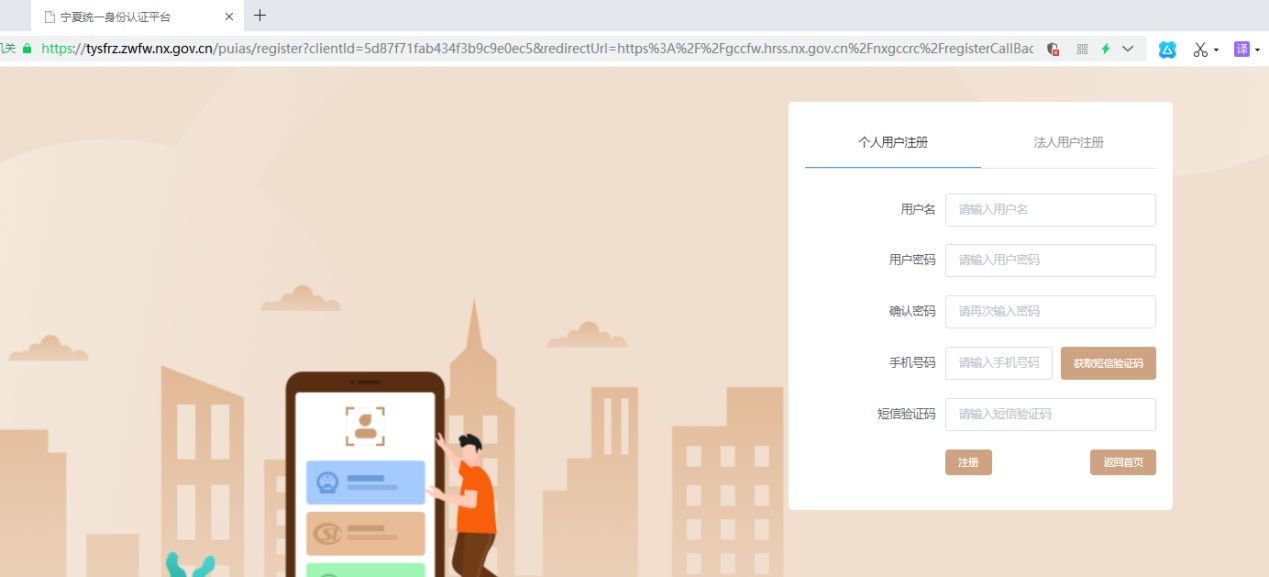 宁夏统一身份认证平台
机关 https://tysfrz.zwfw.nx.gov.cn/puias/register?clientId=5d87f71fab434f3b9c9e0ec5&redirectUrl=https%3A%2F%2Fgccfw.hrss.nx.gov.cn%2Fnxgccrc%2FregisterCallBac
译
个人用户注册 法人用户注册
用户名 请输入用户名
用户密码 请输入用户密码
确认密码 请再次输入密码
手机号码 请输入手机号码 获取短信验证码
短信验证码 请输入短信验证码
注册 返回首页